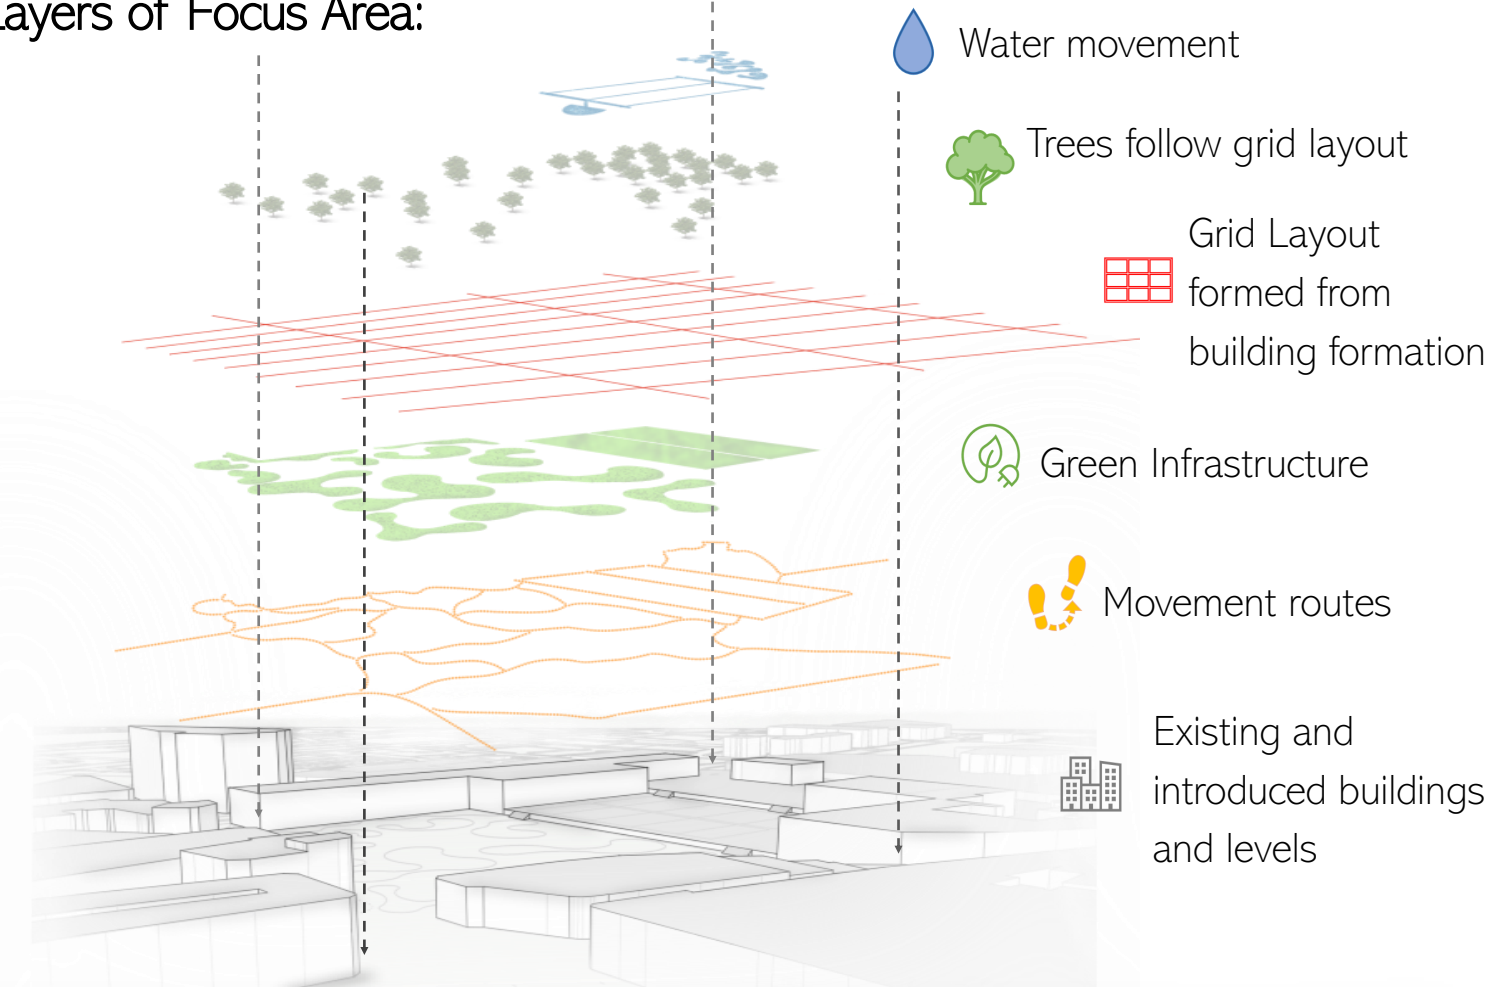 Layers of Focus Area:
Water movement
Trees follow grid layout
Grid Layout
formed from
building formation
Green Infrastructure
Movement routes
Existing and
introduced buildings
and levels